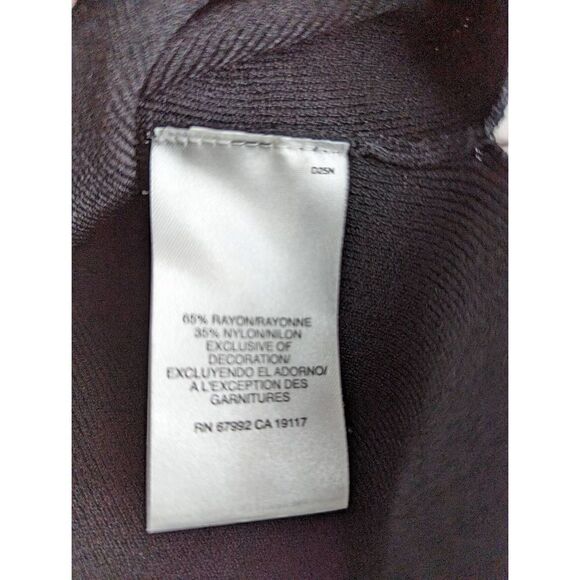 D25N
65% RAYON/RAYONNE
35% NYLON/NILON
EXCLUSIVE OF
DECORATION/
EXCLUYENDO EL ADORNO/
A L'EXCEPTION DES
GARNITURES
RN 67992 CA 19117